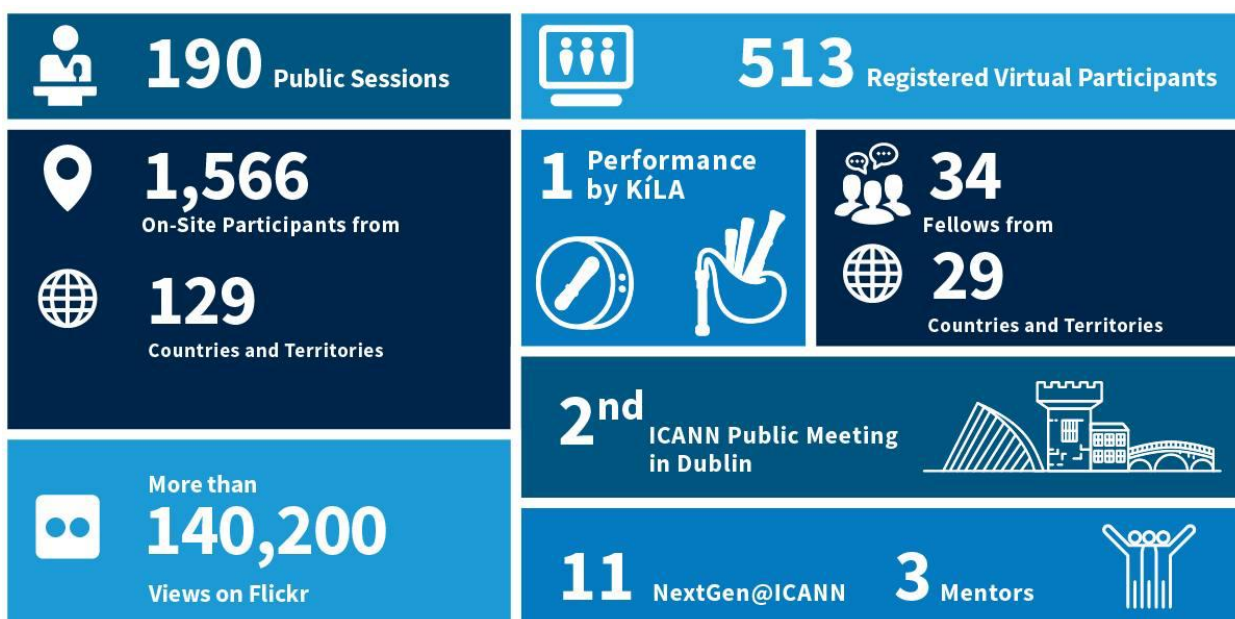 190 Public Sessions
513 Registered Virtual Participants
1,566
On-Site Participants from
129
Countries and Territories
1 Performance
by KíLA
34
Fellows from
29
Countries and Territories
2nd ICANN Public Meeting
in Dublin
More than
140,200
Views on Flickr
11 NextGen@ICANN 3 Mentors